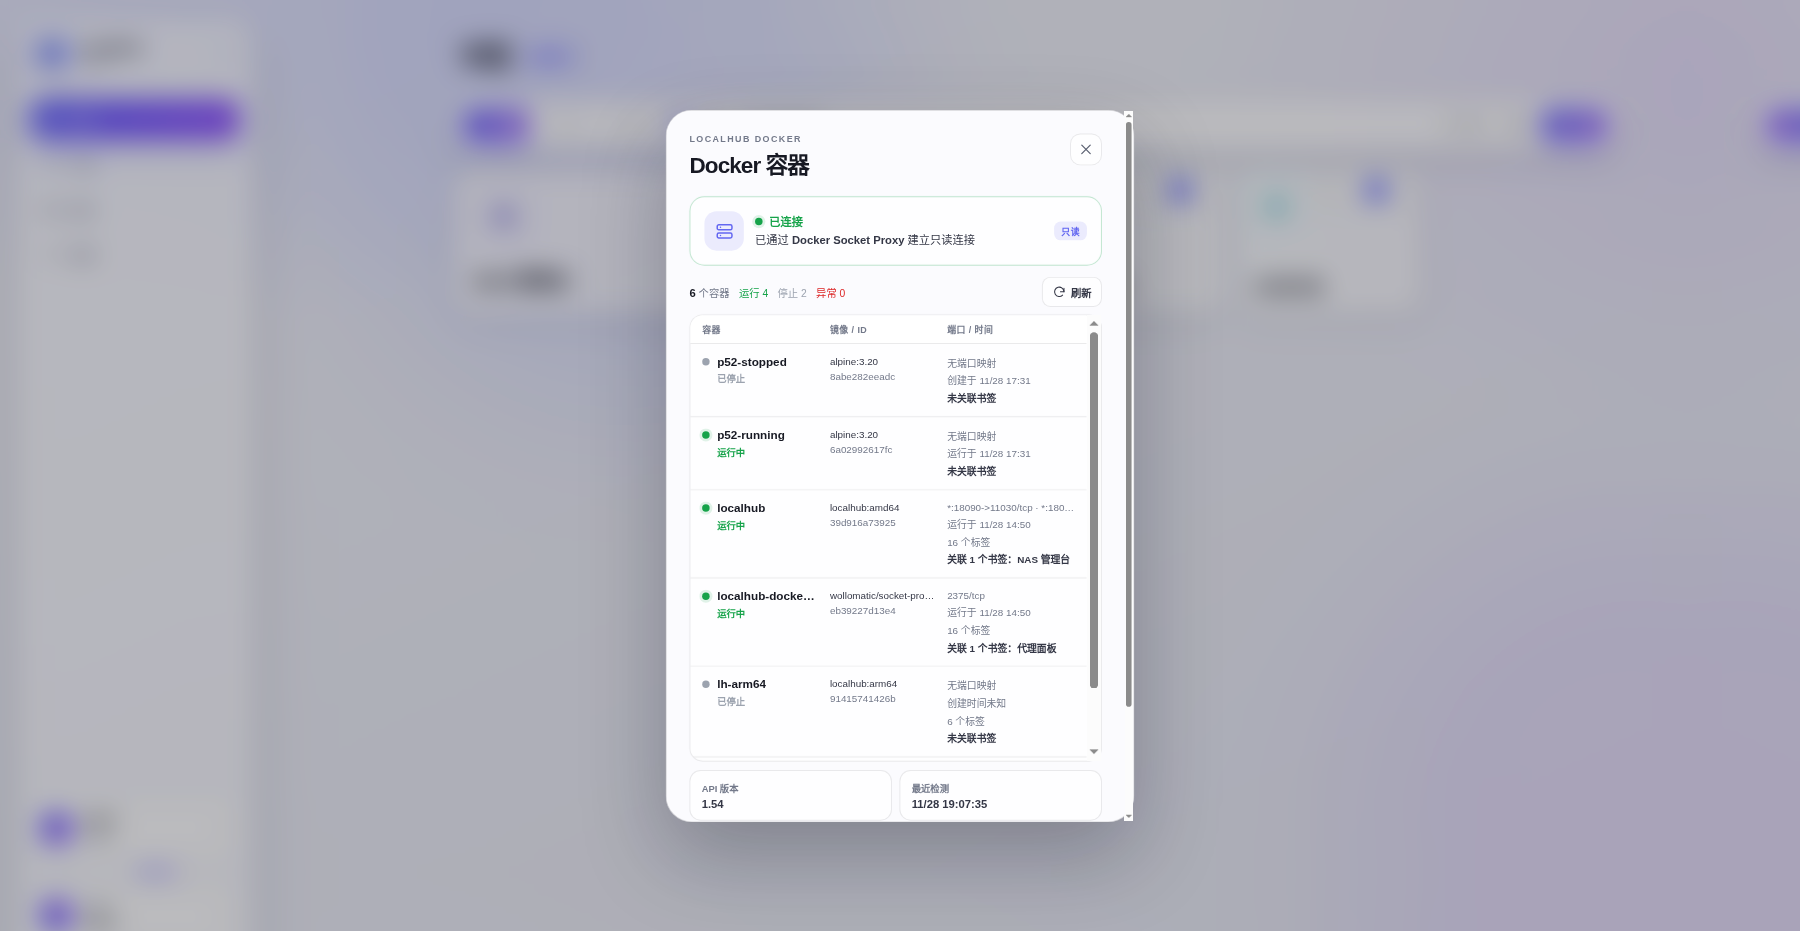 LOCALHUB DOCKER
Docker 容器
已连接
已通过 Docker Socket Proxy 建立只读连接
只读
6 个容器 运行 4 停止 2 异常 0
刷新
容器 镜像 / ID 端口 / 时间
p52-stopped alpine:3.20 无端口映射
已停止 8abe282eeadc 创建于 11/28 17:31
未关联书签
p52-running alpine:3.20 无端口映射
运行中 6a02992617fc 运行于 11/28 17:31
未关联书签
localhub localhub:amd64 *:18090->11030/tcp · *:180…
运行中 39d916a73925 运行于 11/28 14:50
16 个标签
关联 1 个书签：NAS 管理台
localhub-docke… wollomatic/socket-pro… 2375/tcp
运行中 eb39227d13e4 运行于 11/28 14:50
16 个标签
关联 1 个书签：代理面板
lh-arm64 localhub:arm64 无端口映射
已停止 91415741426b 创建时间未知
6 个标签
未关联书签
API 版本 最近检测
1.54 11/28 19:07:35